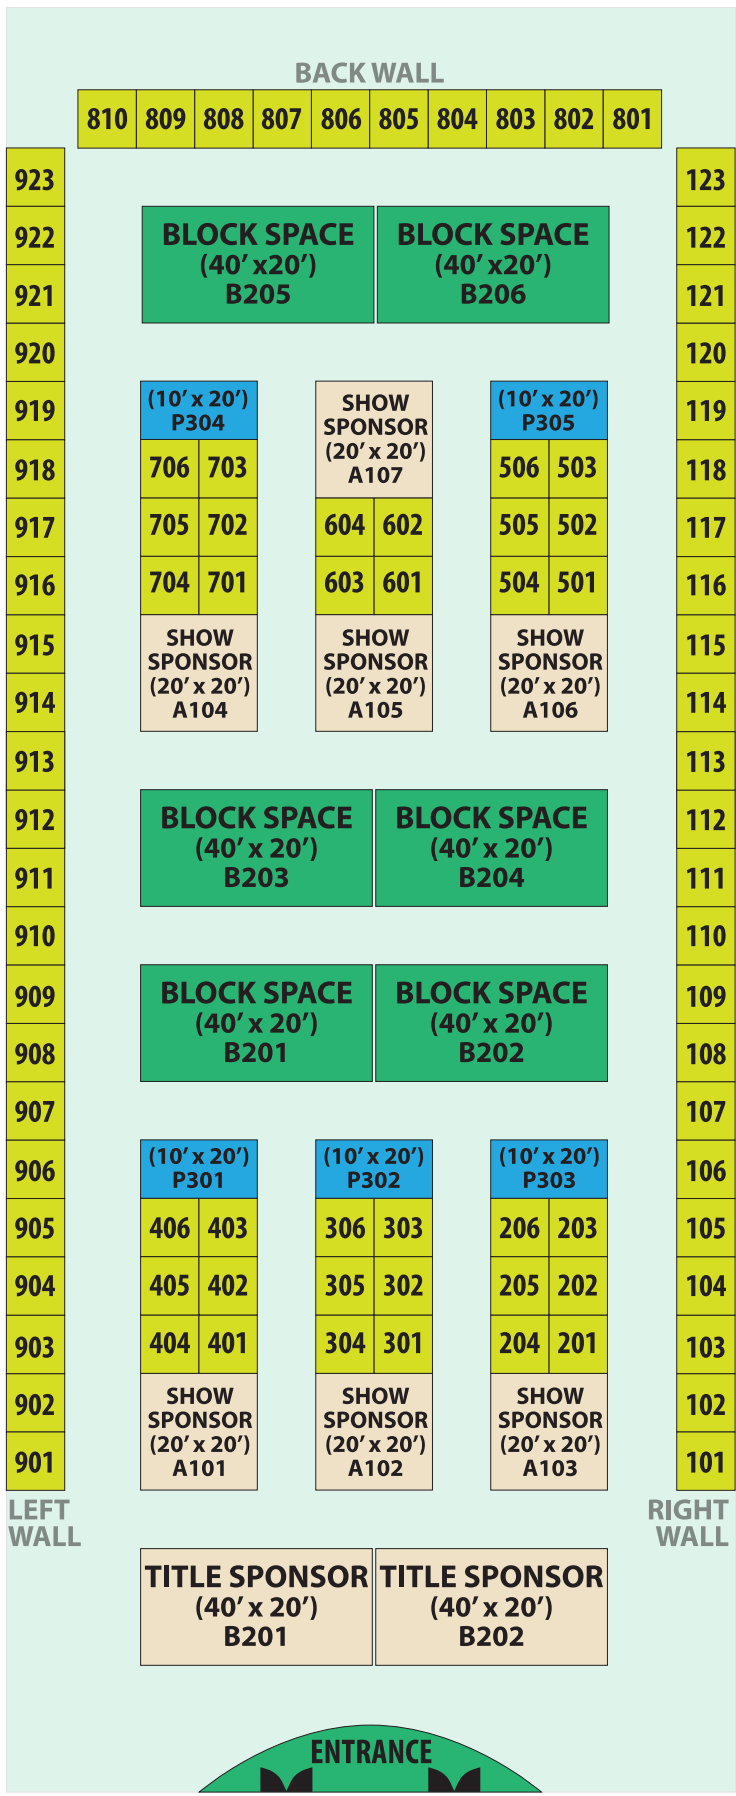 BACK WALL
810 809 808 807 806 805 804 803 802 801
923
922
921
920
919
918
917
916
915
914
913
912
911
910
909
908
907
906
905
904
903
902
901
LEFT
WALL
BLOCK SPACE
(40' x20')
B205
BLOCK SPACE
(40' x20')
B206
(10' x 20')
P304
706 703
705 702
704 701
SHOW
SPONSOR
(20' x 20')
A104
SHOW
SPONSOR
(20' x 20')
A107
604 602
603 601
SHOW
SPONSOR
(20' x 20')
A105
(10' x 20')
P305
506 503
505 502
504 501
SHOW
SPONSOR
(20' x 20')
A106
BLOCK SPACE
(40' x 20')
B203
BLOCK SPACE
(40' x 20')
B204
BLOCK SPACE
(40' x 20')
B201
BLOCK SPACE
(40' x 20')
B202
(10' x 20')
P301
406 403
405 402
404 401
SHOW
SPONSOR
(20' x 20')
A101
(10' x 20')
P302
306 303
305 302
304 301
SHOW
SPONSOR
(20' x 20')
A102
(10' x 20')
P303
206 203
205 202
204 201
SHOW
SPONSOR
(20' x 20')
A103
123
122
121
120
119
118
117
116
115
114
113
112
111
110
109
108
107
106
105
104
103
102
101
RIGHT
WALL
TITLE SPONSOR
(40' x 20')
B201
TITLE SPONSOR
(40' x 20')
B202
ENTRANCE